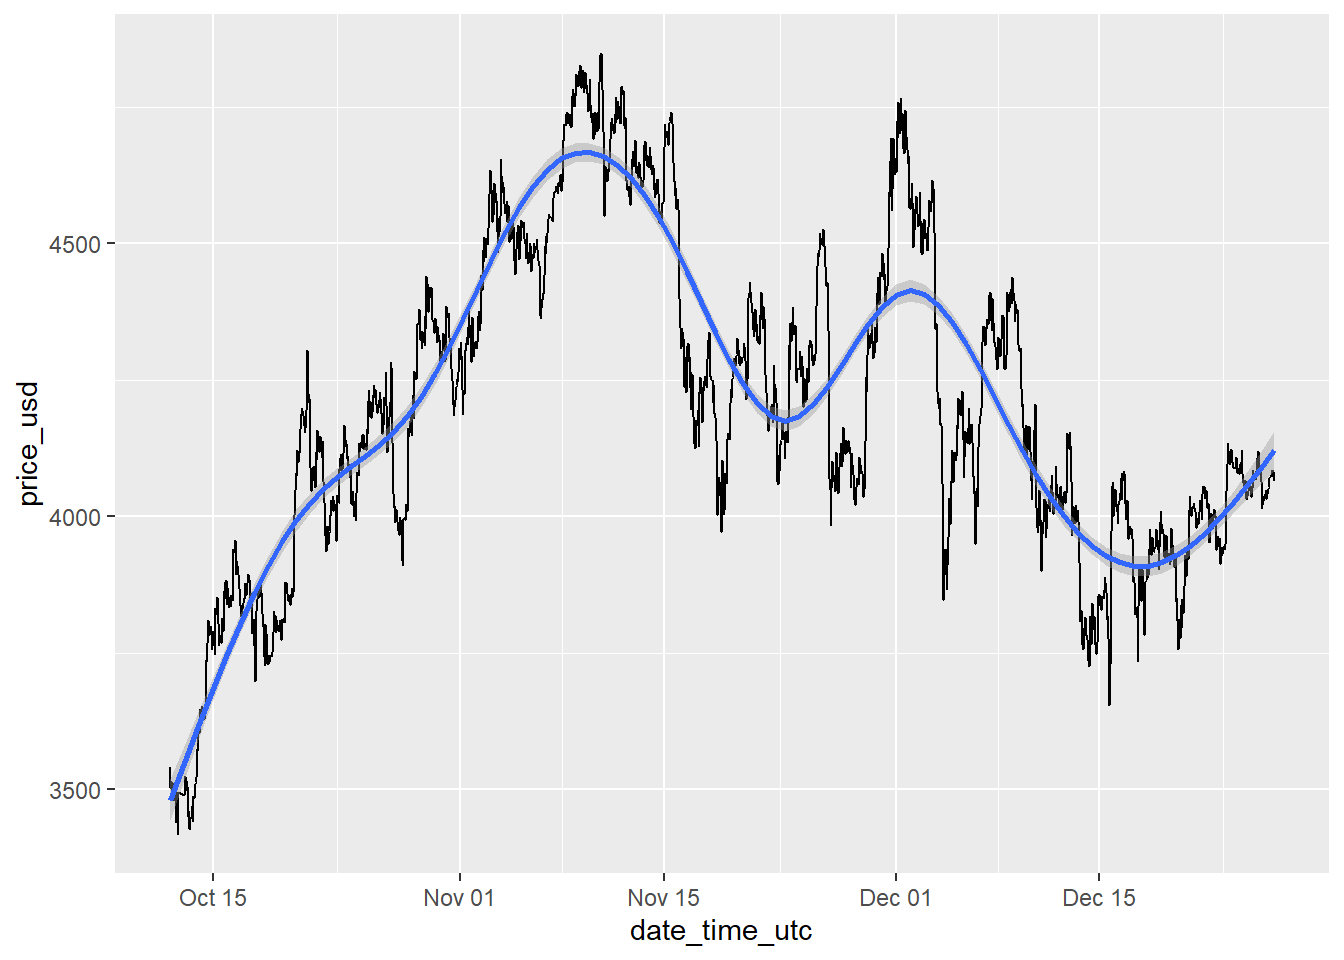 price_usd
4500
4000
3500
Oct 15
Nov 01
Nov 15
Dec 01
Dec 15
date_time_utc